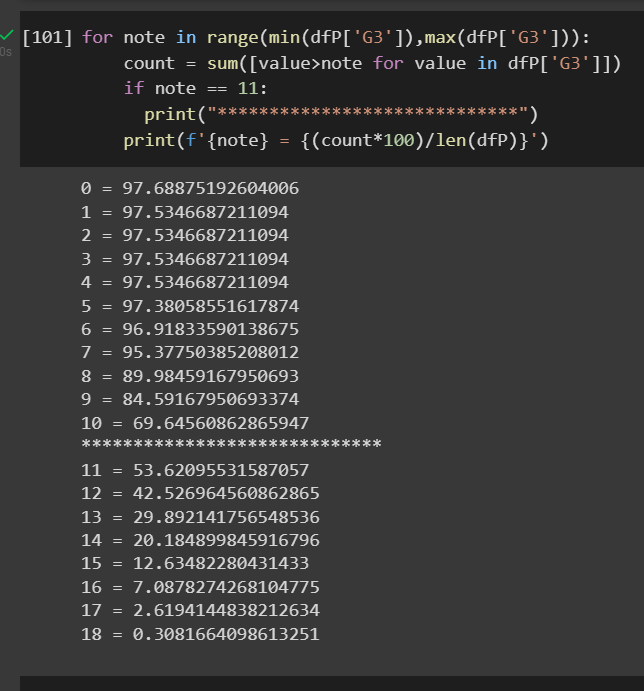 [101] for note in range(min(dfP['G3']),max(dfP['G3'])):
count = sum([value>note for value in dfP['G3']])
if note == 11:
print("*****************************")
print(f'{note} = {(count*100)/len(dfP)}')
0s
0 = 97.68875192604006
1 = 97.5346687211094
2 = 97.5346687211094
3 = 97.5346687211094
4 = 97.5346687211094
5 = 97.38058551617874
6 = 96.91833590138675
7 = 95.37750385208012
8 = 89.98459167950693
9 = 84.59167950693374
10 = 69.64560862865947
*****************************
11 = 53.62095531587057
12 = 42.526964560862865
13 = 29.892141756548536
14 = 20.184899845916796
15 = 12.63482280431433
16 = 7.0878274268104775
17 = 2.6194144838212634
18 = 0.3081664098613251